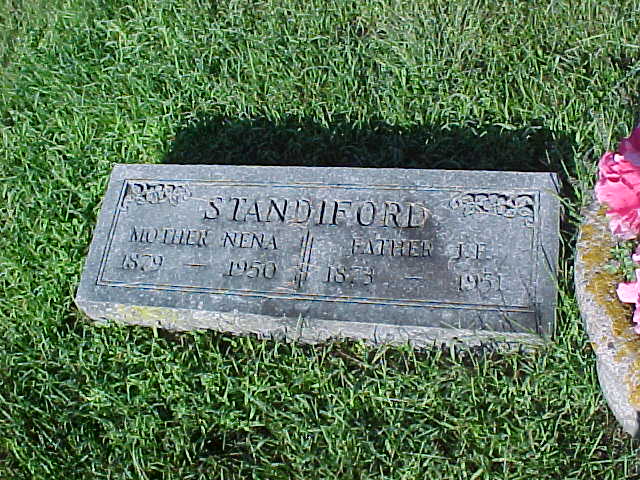 STANDIFORD
MOTHER NENA FATHER J.F.
1879 — 1950 1873 — 1951